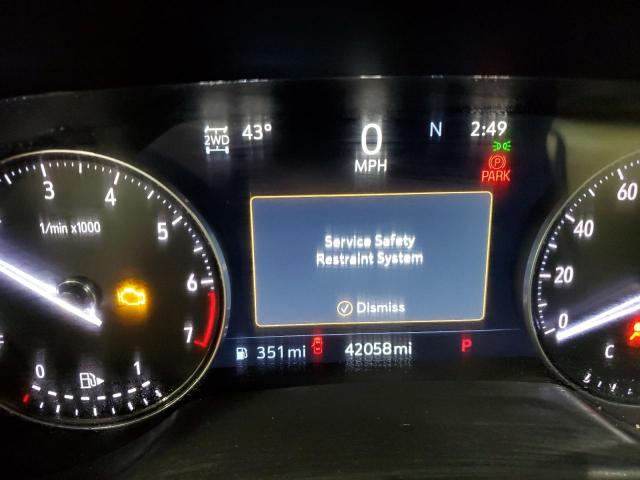 2WD 43° 0 MPH N 2:49
PARK
3 4 5 6 7
1/min x1000
Service Safety
Restraint System
Dismiss
60 40 20 0
351 mi 42058 mi P
0 1
C